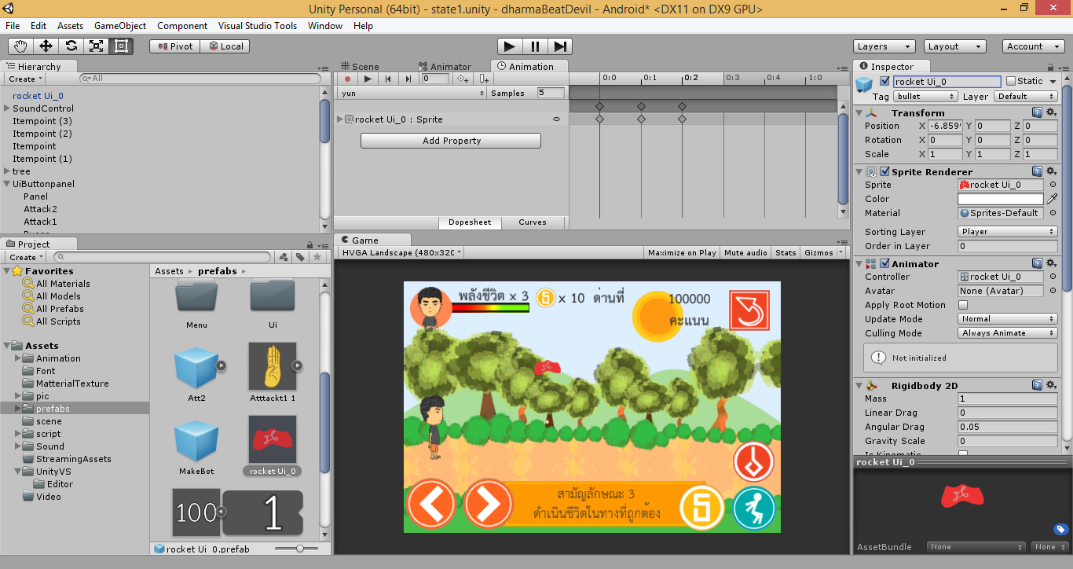 Unity Personal (64bit) - state1.unity - dharmaBeatDevil - Android* <DX11 on DX9 GPU>
File Edit Assets GameObject Component Visual Studio Tools Window Help
Pivot Local Layers Layout Account
Hierarchy
Create All
rocket Ui_0
SoundControl
Itempoint (3)
Itempoint (2)
Itempoint
Itempoint (1)
tree
UiButtonpanel
Panel
Attack2
Attack1
Scene Animator Animation
0 0:0 0:1 0:2 0:3 0:4 1:0
yun Samples 5
rocket Ui_0 : Sprite
Add Property
Dopesheet Curves
Project
Create
Favorites
All Materials
All Models
All Prefabs
All Scripts
Assets
Animation
Font
MatterialTexture
pic
prefabs
scene
script
Sound
StreamingAssets
UnityVS
Editor
Video
Assets prefabs
Menu Ui
Att2 Atttackt1 1
MakeBot rocket Ui_0
100 1
rocket Ui_0.prefab
Game
HVGA Landscape (480x320 Maximize on Play Mute audio Stats Gizmos
พลังชีวิต x 3 x 10 ด่านที่ 100000
คะแนน
สามัญลักษณะ 3
ดำเนินชีวิตในทางที่ถูกต้อง
Inspector
rocket Ui_0 Static
Tag bullet Layer Default
Transform
Position X -6.859 Y 0 Z 0
Rotation X 0 Y 0 Z 0
Scale X 1 Y 1 Z 1
Sprite Renderer
Sprite rocket Ui_0
Color
Material Sprites-Default
Sorting Layer Player
Order in Layer 0
Animator
Controller rocket Ui_0
Avatar None (Avatar)
Apply Root Motion
Update Mode Normal
Culling Mode Always Animate
Not initialized
Rigidbody 2D
Mass 1
Linear Drag 0
Angular Drag 0.05
Gravity Scale 0
Is Kinematic
rocket Ui_0
AssetBundle None None